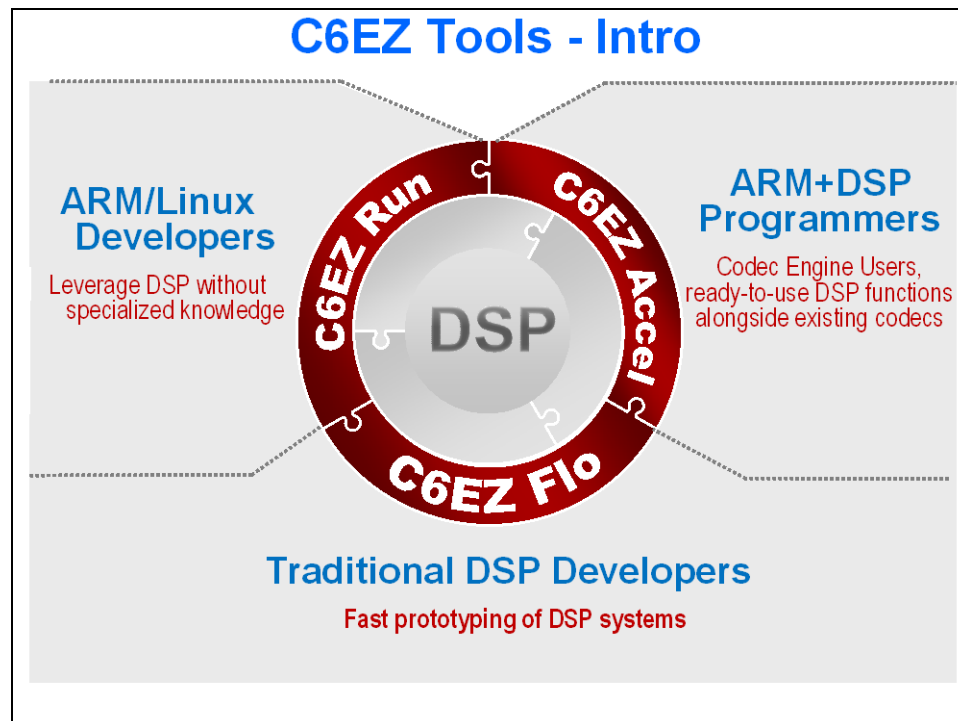 C6EZ Tools - Intro
ARM/Linux
Developers
Leverage DSP without
specialized knowledge
C6EZ Run
C6EZ Accel
ARM+DSP
Programmers
Codec Engine Users,
ready-to-use DSP functions
alongside existing codecs
DSP
C6EZ Flo
Traditional DSP Developers
Fast prototyping of DSP systems